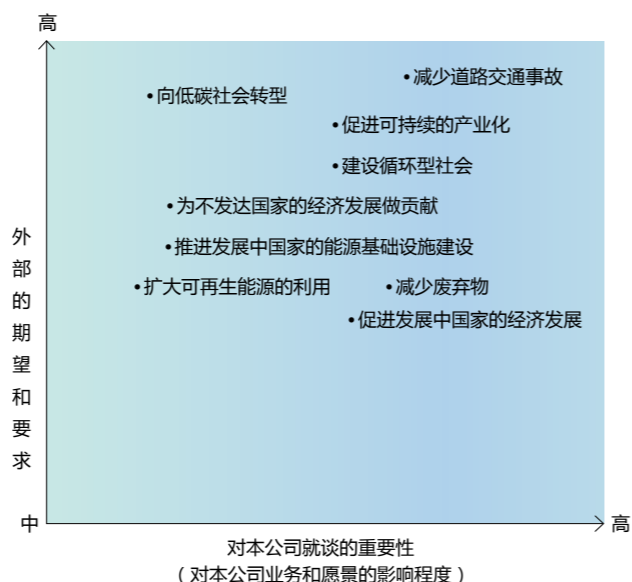 高
•减少道路交通事故
•向低碳社会转型
•促进可持续的产业化
•建设循环型社会
•为不发达国家的经济发展做贡献
•推进发展中国家的能源基础设施建设
•扩大可再生能源的利用 •减少废弃物
•促进发展中国家的经济发展
外部的期望和要求
中
高
对本公司就谈的重要性
(对本公司业务和愿景的影响程度)